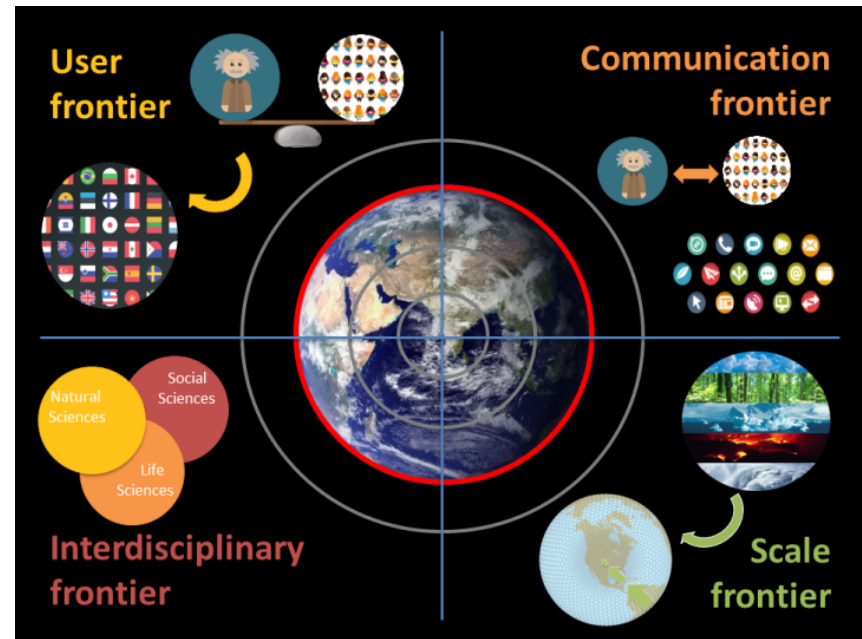 User
frontier
Communication
frontier
Natural
Sciences
Social
Sciences
Life
Sciences
Interdisciplinary
frontier
Scale
frontier